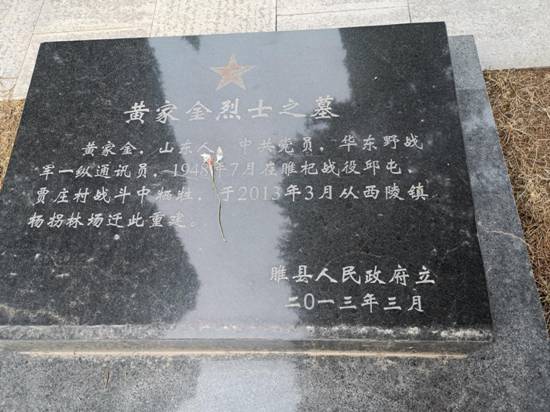 黄家金烈士之墓
黄家金，山东人，中共党员，华东野战
军一纵通讯员，1948年7月在睢杞战役邱屯、
贾庄村战斗中牺牲，于2013年3月从西陵镇
杨拐林场迁此重建。
睢县人民政府立
二〇一三年三月